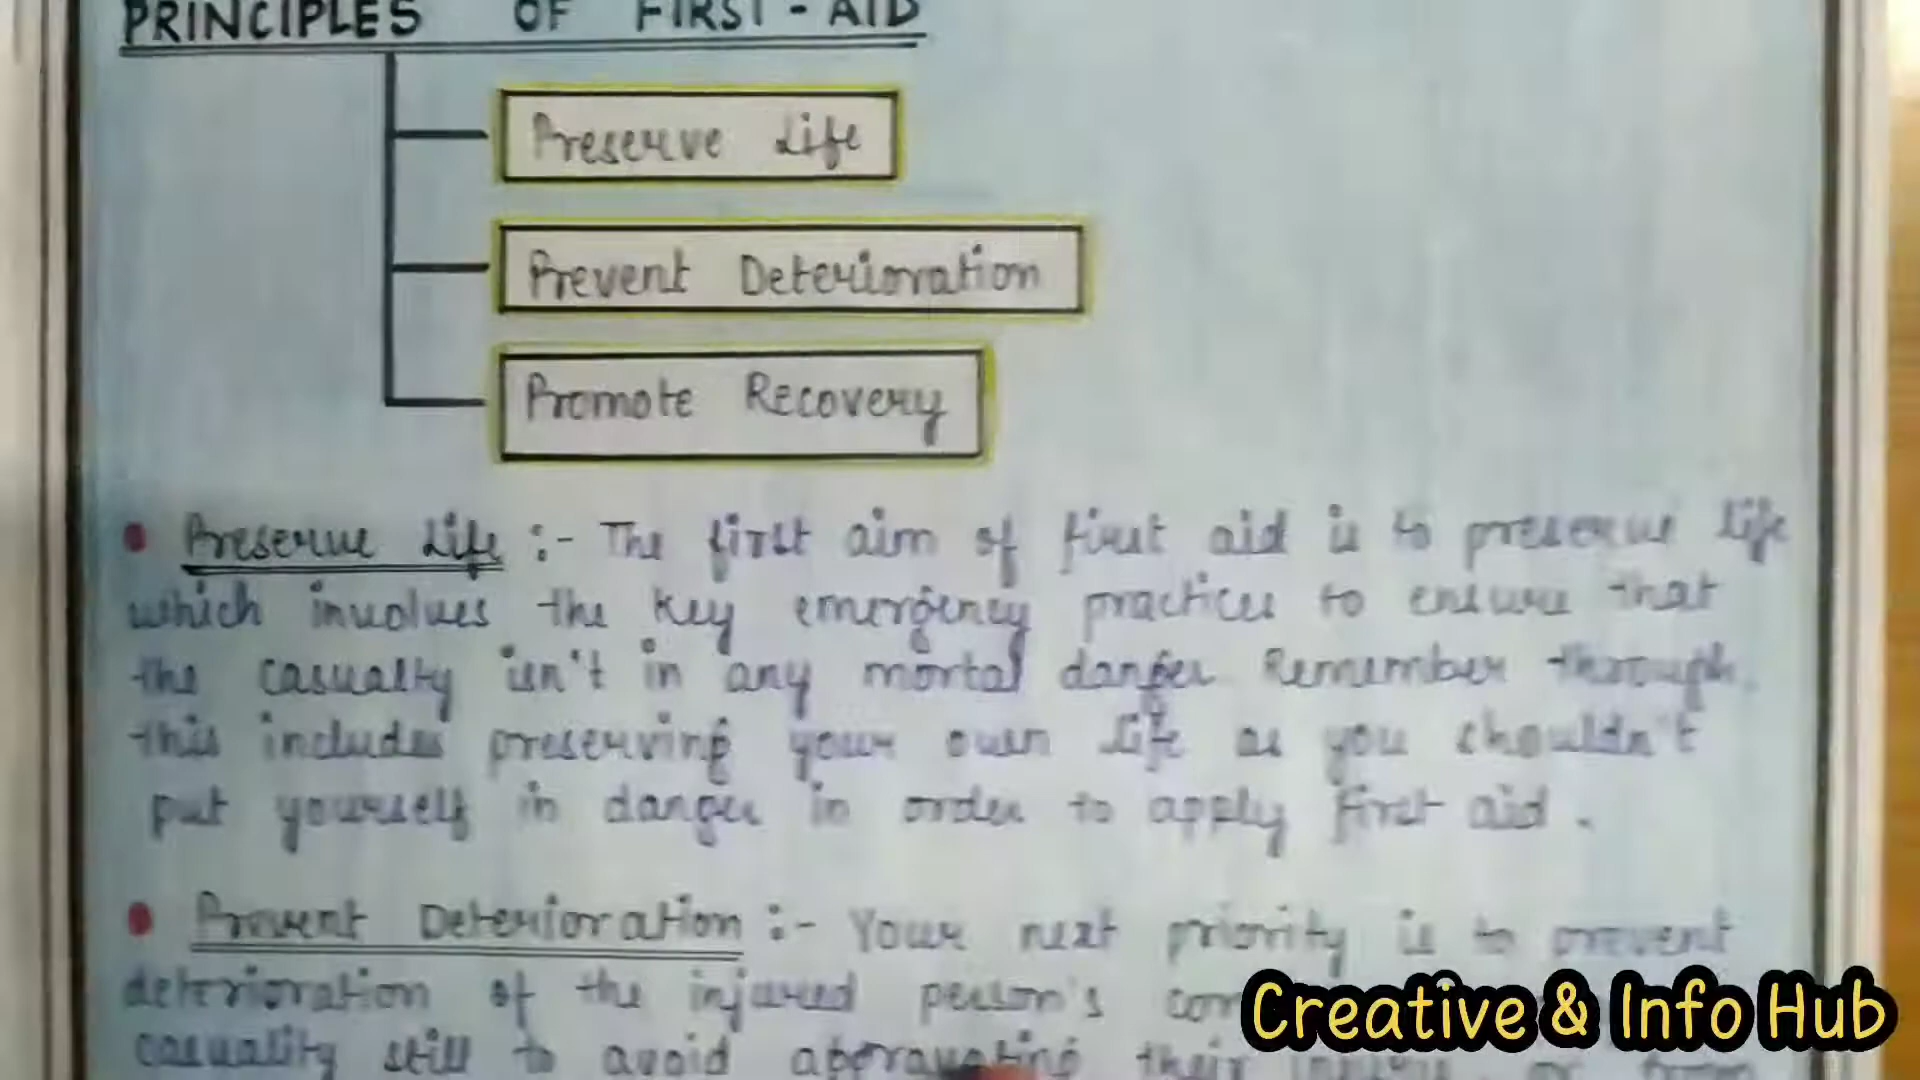 PRINCIPLES OF FIRST-AID
Preserve Life
Prevent Deterioration
Promote Recovery
Preserve Life :- The first aim of first aid is to preserve life
which involves the key emergency practices to ensure that
the casualty isn't in any mortal danger. Remember through,
this includes preserving your own life as you shouldn't
put yourself in danger in order to apply first aid.
Prevent Deterioration :- Your next priority is to prevent
deterioration of the injured person's
casuality still to avoid their
Creative & Info Hub